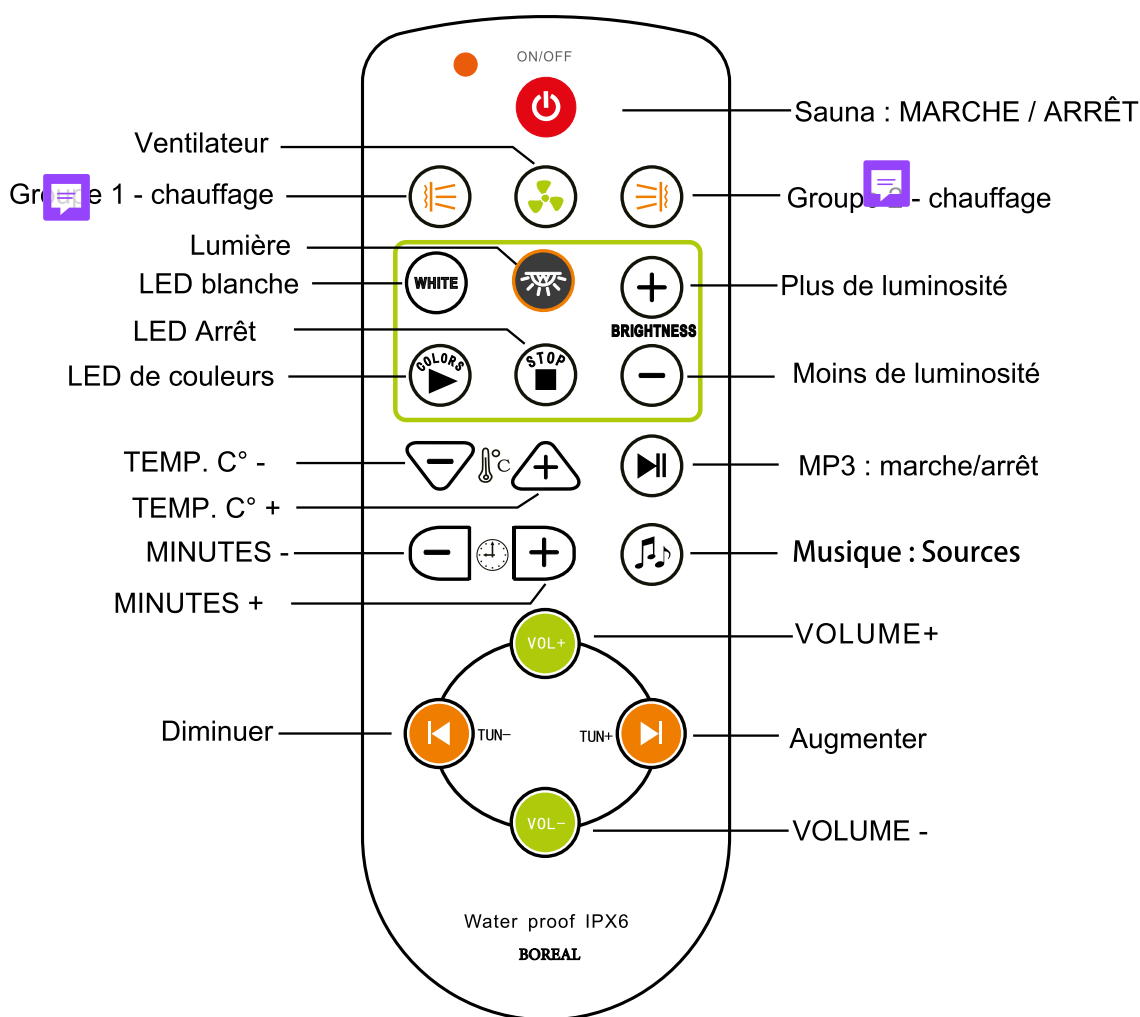 ON/OFF
Sauna : MARCHE / ARRÊT
Ventilateur
1 - chauffage
- chauffage
Lumière
LED blanche
WHITE
Plus de luminosité
LED Arrêt
BRIGHTNESS
COLORS
STOP
LED de couleurs
Moins de luminosité
TEMP. C° -
°C
MP3 : marche/arrêt
TEMP. C° +
MINUTES -
Musique : Sources
MINUTES +
VOL+
VOLUME+
Diminuer
TUN-
TUN+
Augmenter
VOL-
VOLUME -
Water proof IPX6
BOREAL